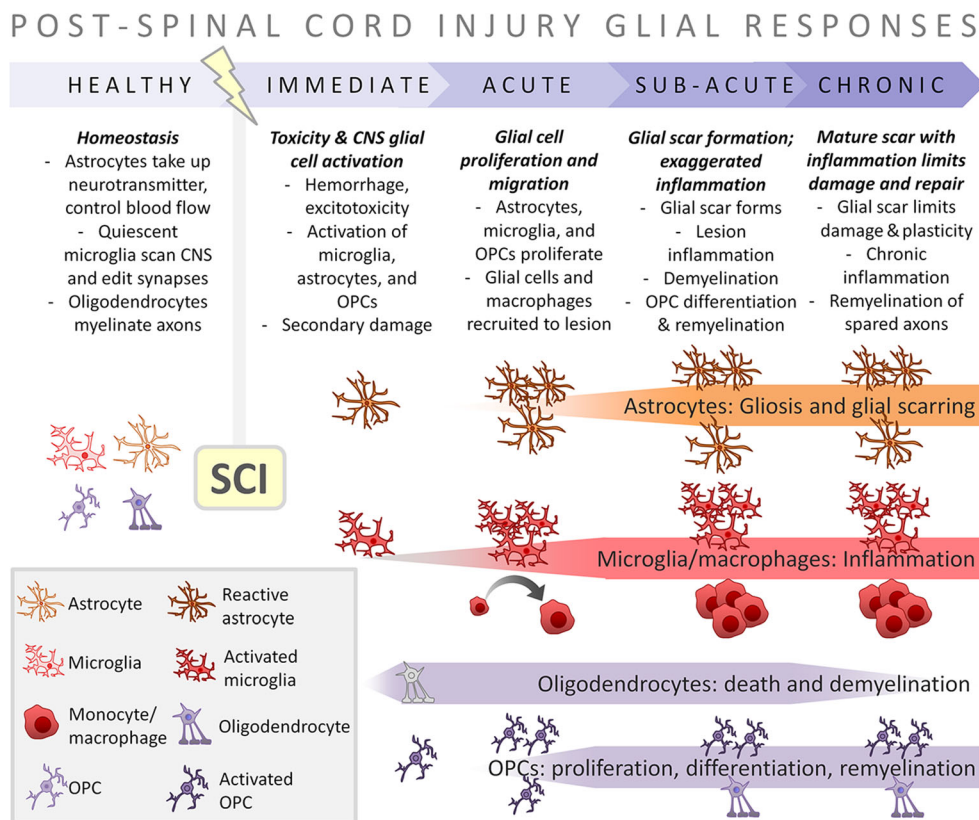 POST-SPINAL CORD INJURY GLIAL RESPONSES
HEALTHY
IMMEDIATE
ACUTE
SUB-ACUTE
CHRONIC
Homeostasis
- Astrocytes take up
neurotransmitter,
control blood flow
- Quiescent
microglia scan CNS
and edit synapses
- Oligodendrocytes
myelinate axons
Toxicity & CNS glial
cell activation
- Hemorrhage,
excitotoxicity
- Activation of
microglia,
astrocytes, and
OPCs
- Secondary damage
Glial cell
proliferation and
migration
- Astrocytes,
microglia, and
OPCs proliferate
- Glial cells and
macrophages
recruited to lesion
Glial scar formation;
exaggerated
inflammation
- Glial scar forms
- Lesion
inflammation
- Demyelination
- OPC differentiation
& remyelination
Mature scar with
inflammation limits
damage and repair
- Glial scar limits
damage & plasticity
- Chronic
inflammation
- Remyelination of
spared axons
SCI
Astrocytes: Gliosis and glial scarring
Microglia/macrophages: Inflammation
Oligodendrocytes: death and demyelination
OPCs: proliferation, differentiation, remyelination
Astrocyte
Reactive
astrocyte
Microglia
Activated
microglia
Monocyte/
macrophage
Oligodendrocyte
OPC
Activated
OPC